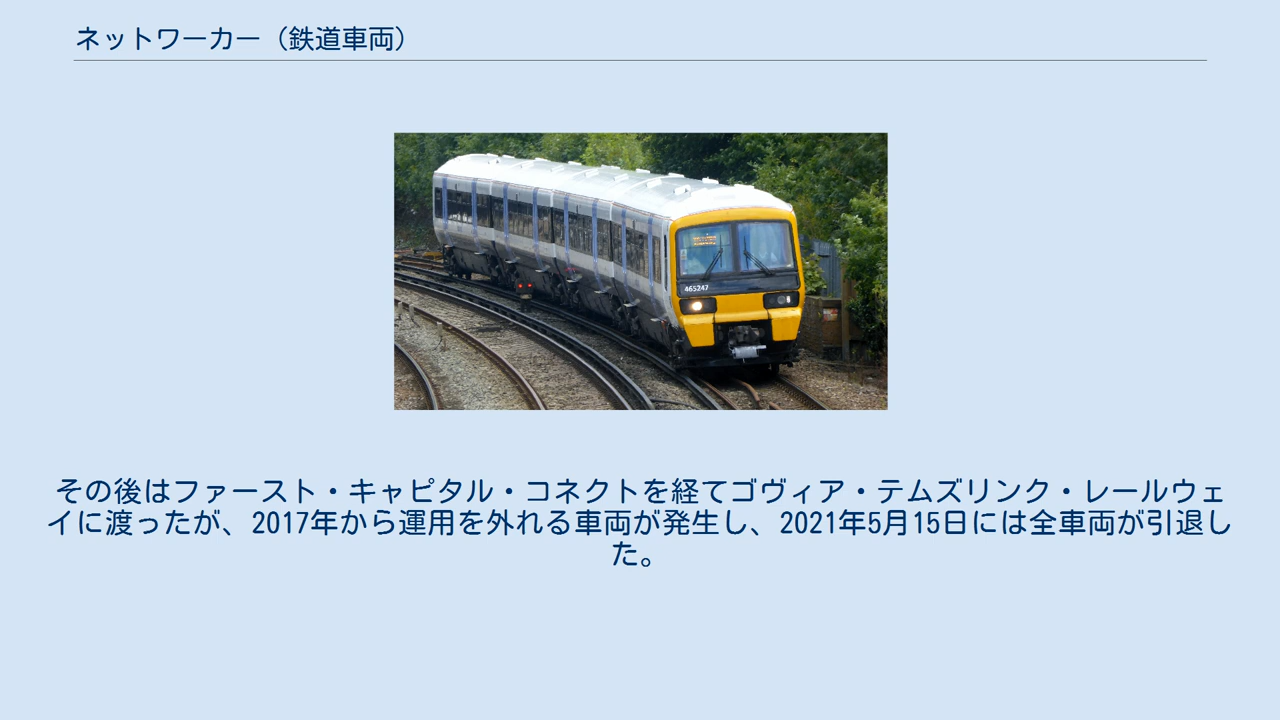 ネットワーカー（鉄道車両）
465247
その後はファースト・キャピタル・コネクトを経てゴヴィア・テムズリンク・レールウェ
イに渡ったが、2017年から運用を外れる車両が発生し、2021年5月15日には全車両が引退し
た。